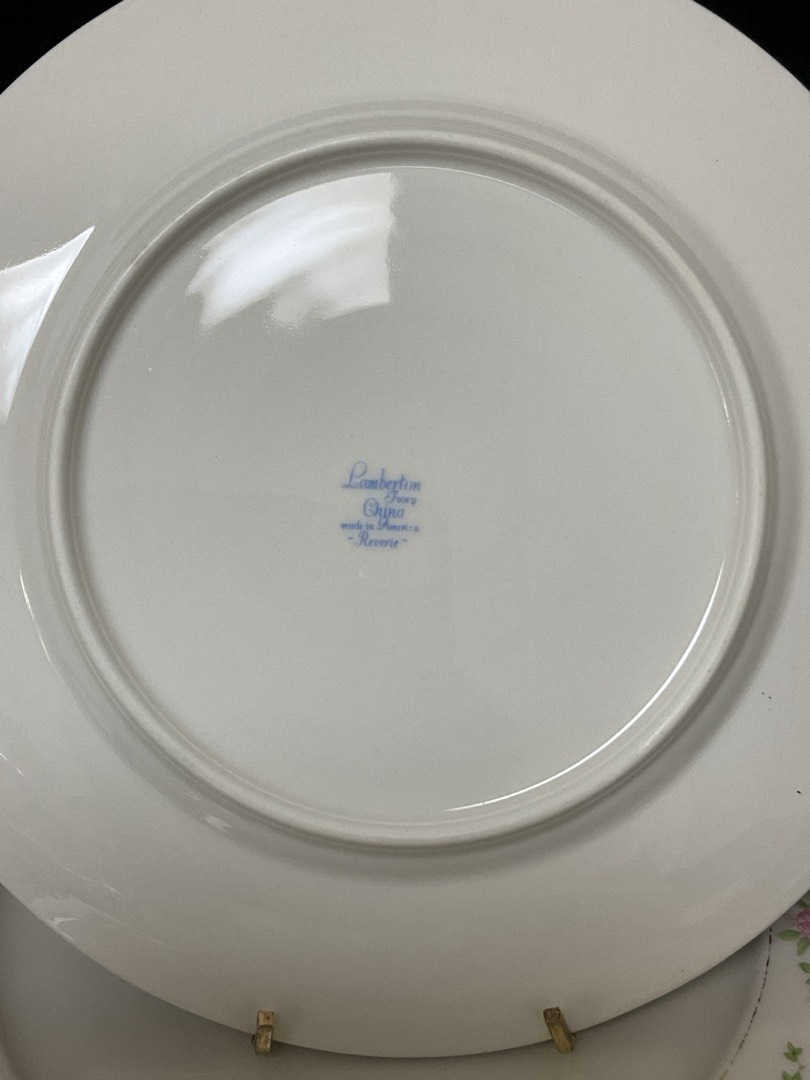 Lamberton
Ivory
China
made in America
~ Reverie ~